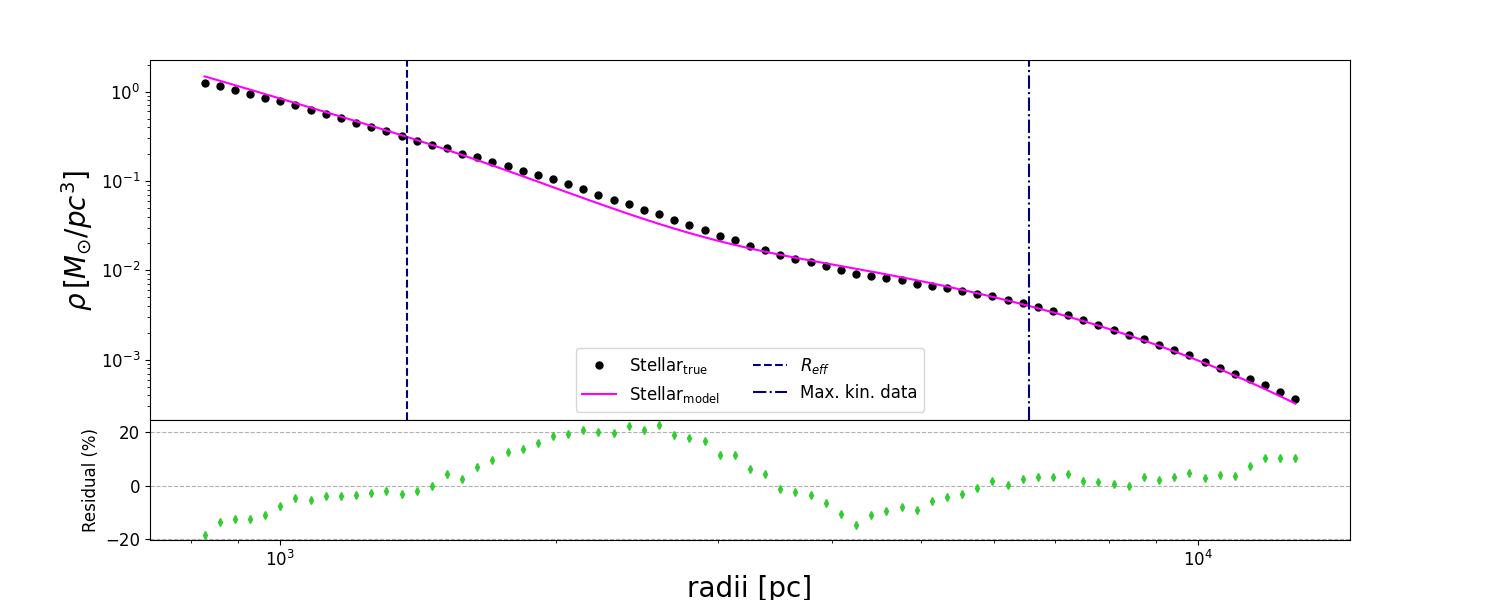 10⁰
10⁻¹
10⁻²
10⁻³
ρ [M⊙/pc³]
Stellar_true
Stellar_model
R_eff
Max. kin. data
20
0
−20
Residual (%)
10³
10⁴
radii [pc]